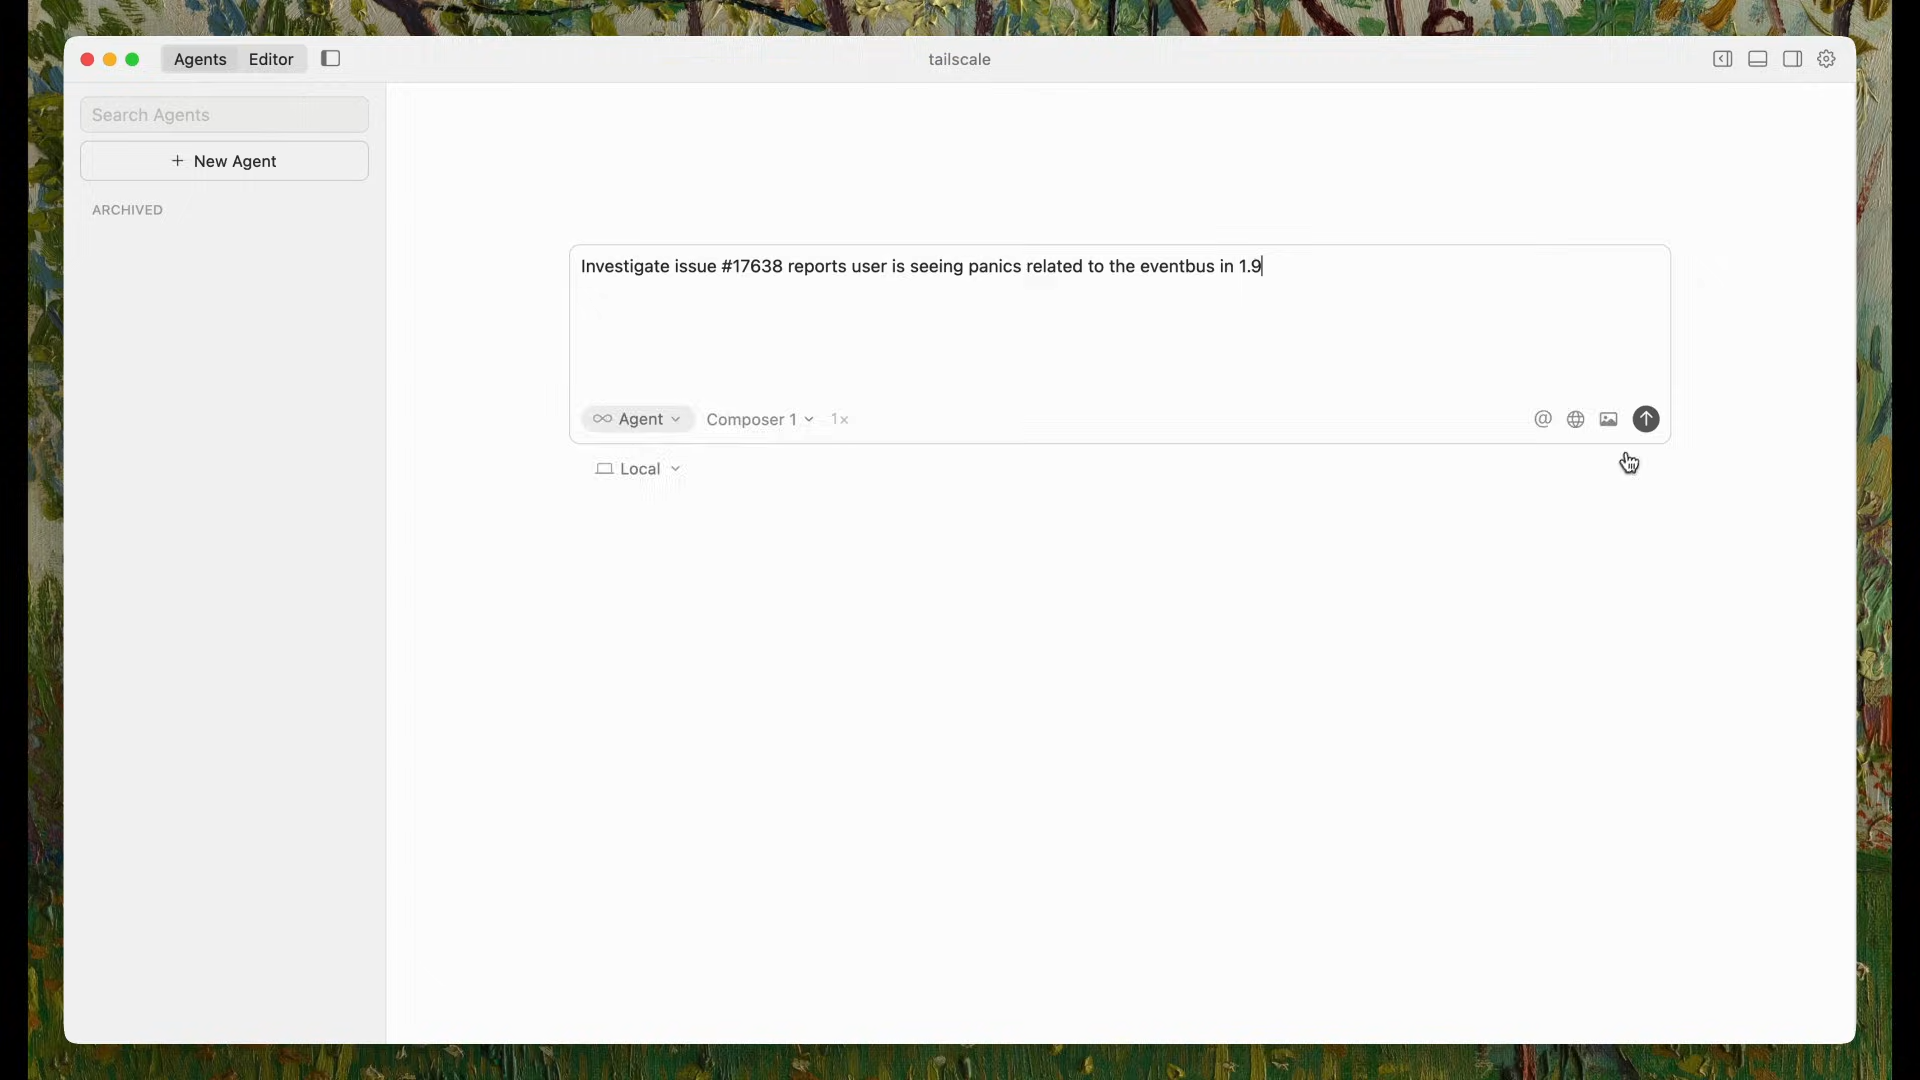 Agents Editor
tailscale
Search Agents
+ New Agent
ARCHIVED
Investigate issue #17638 reports user is seeing panics related to the eventbus in 1.9
Agent Composer 1 1×
Local